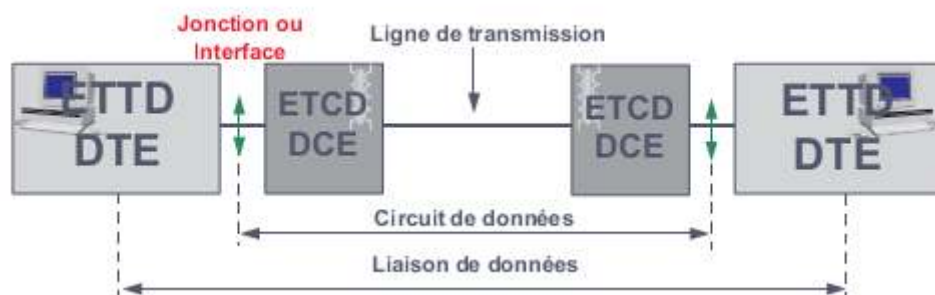 Jonction ou
Interface
Ligne de transmission
ETTD
DTE
ETCD
DCE
ETCD
DCE
ETTD
DTE
Circuit de données
Liaison de données